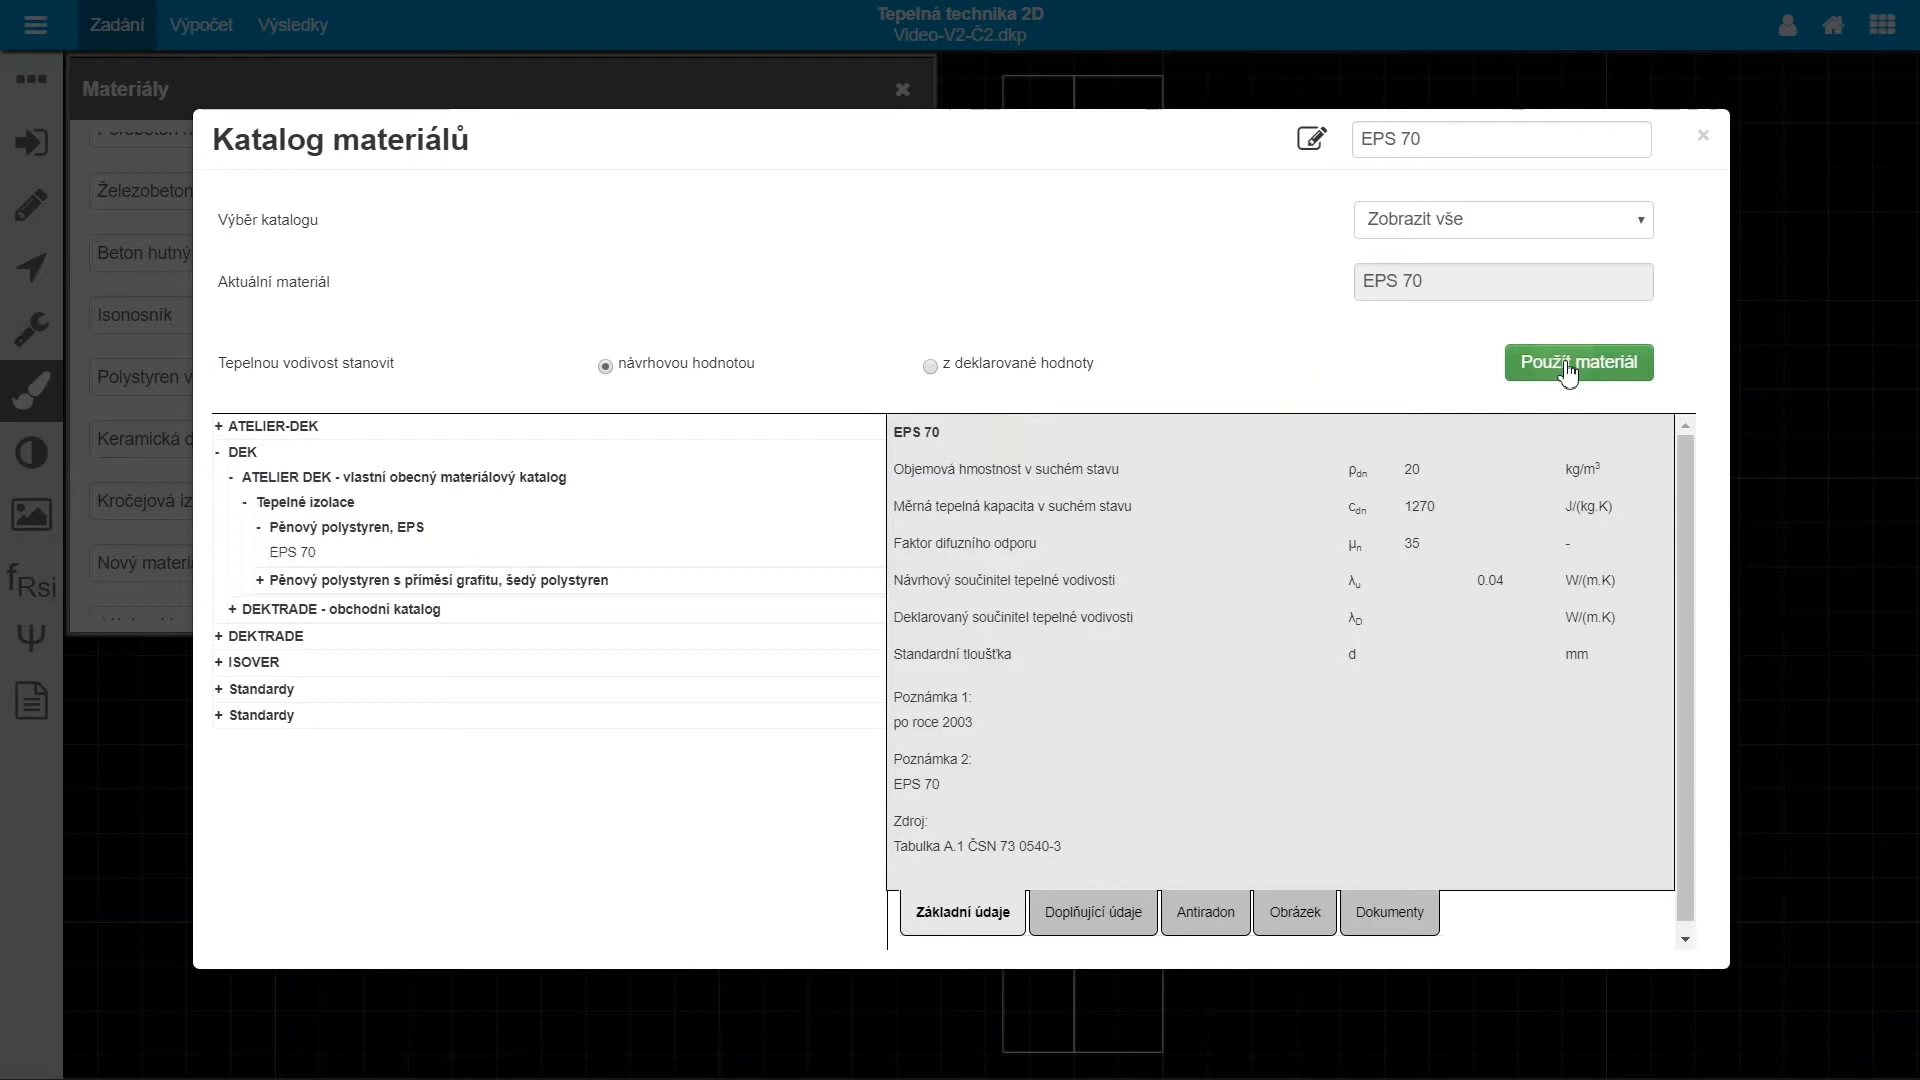 Zadání Výpočet Výsledky
Tepelná technika 2D
Video-V2-Č2.dkp
Materiály
Železobeton
Beton hutný
Isonosník
Polystyren v
Keramická d
Kročejová iz
Nový materiá
fRsi
Ψ
Katalog materiálů
EPS 70
Výběr katalogu
Zobrazit vše
Aktuální materiál
EPS 70
Tepelnou vodivost stanovit
návrhovou hodnotou
z deklarované hodnoty
Použít materiál
+ ATELIER-DEK
- DEK
- ATELIER DEK - vlastní obecný materiálový katalog
- Tepelné izolace
- Pěnový polystyren, EPS
EPS 70
+ Pěnový polystyren s příměsí grafitu, šedý polystyren
+ DEKTRADE - obchodní katalog
+ DEKTRADE
+ ISOVER
+ Standardy
+ Standardy
EPS 70
Objemová hmostnost v suchém stavu ρdn 20 kg/m³
Měrná tepelná kapacita v suchém stavu cdn 1270 J/(kg.K)
Faktor difuzního odporu μn 35 -
Návrhový součinitel tepelné vodivosti λu 0.04 W/(m.K)
Deklarovaný součinitel tepelné vodivosti λD W/(m.K)
Standardní tloušťka d mm
Poznámka 1:
po roce 2003
Poznámka 2:
EPS 70
Zdroj:
Tabulka A.1 ČSN 73 0540-3
Základní údaje Doplňující údaje Antiradon Obrázek Dokumenty